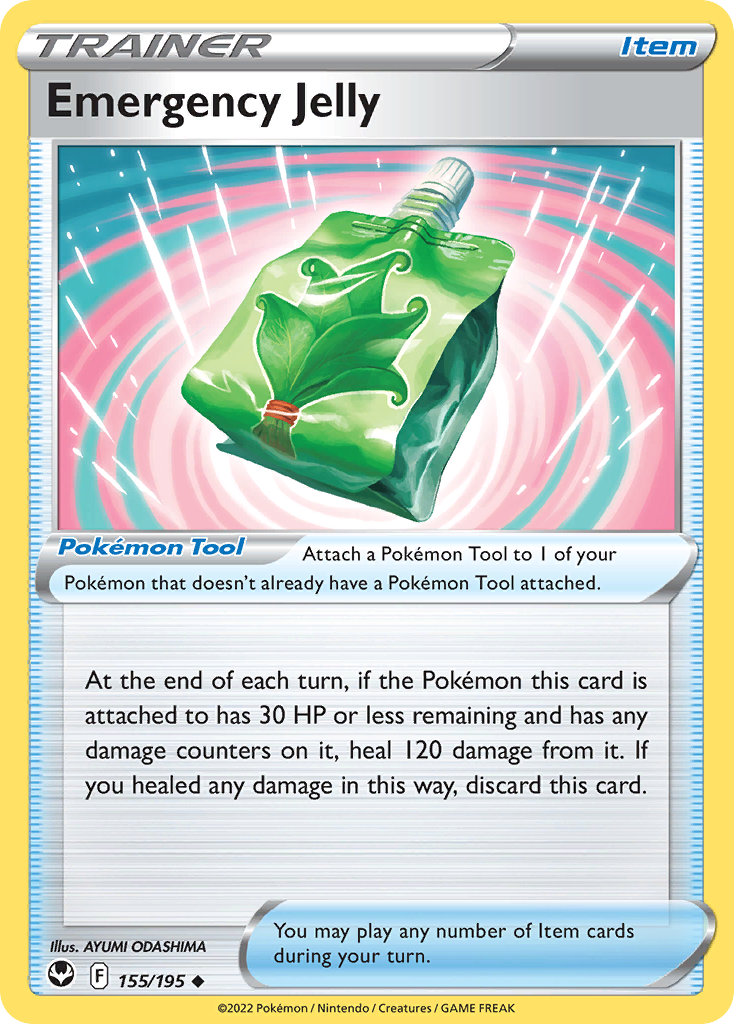 TRAINER
Item
Emergency Jelly
Pokémon Tool
Attach a Pokémon Tool to 1 of your
Pokémon that doesn't already have a Pokémon Tool attached.
At the end of each turn, if the Pokémon this card is
attached to has 30 HP or less remaining and has any
damage counters on it, heal 120 damage from it. If
you healed any damage in this way, discard this card.
You may play any number of Item cards
during your turn.
Illus. AYUMI ODASHIMA
F
155/195
©2022 Pokémon / Nintendo / Creatures / GAME FREAK